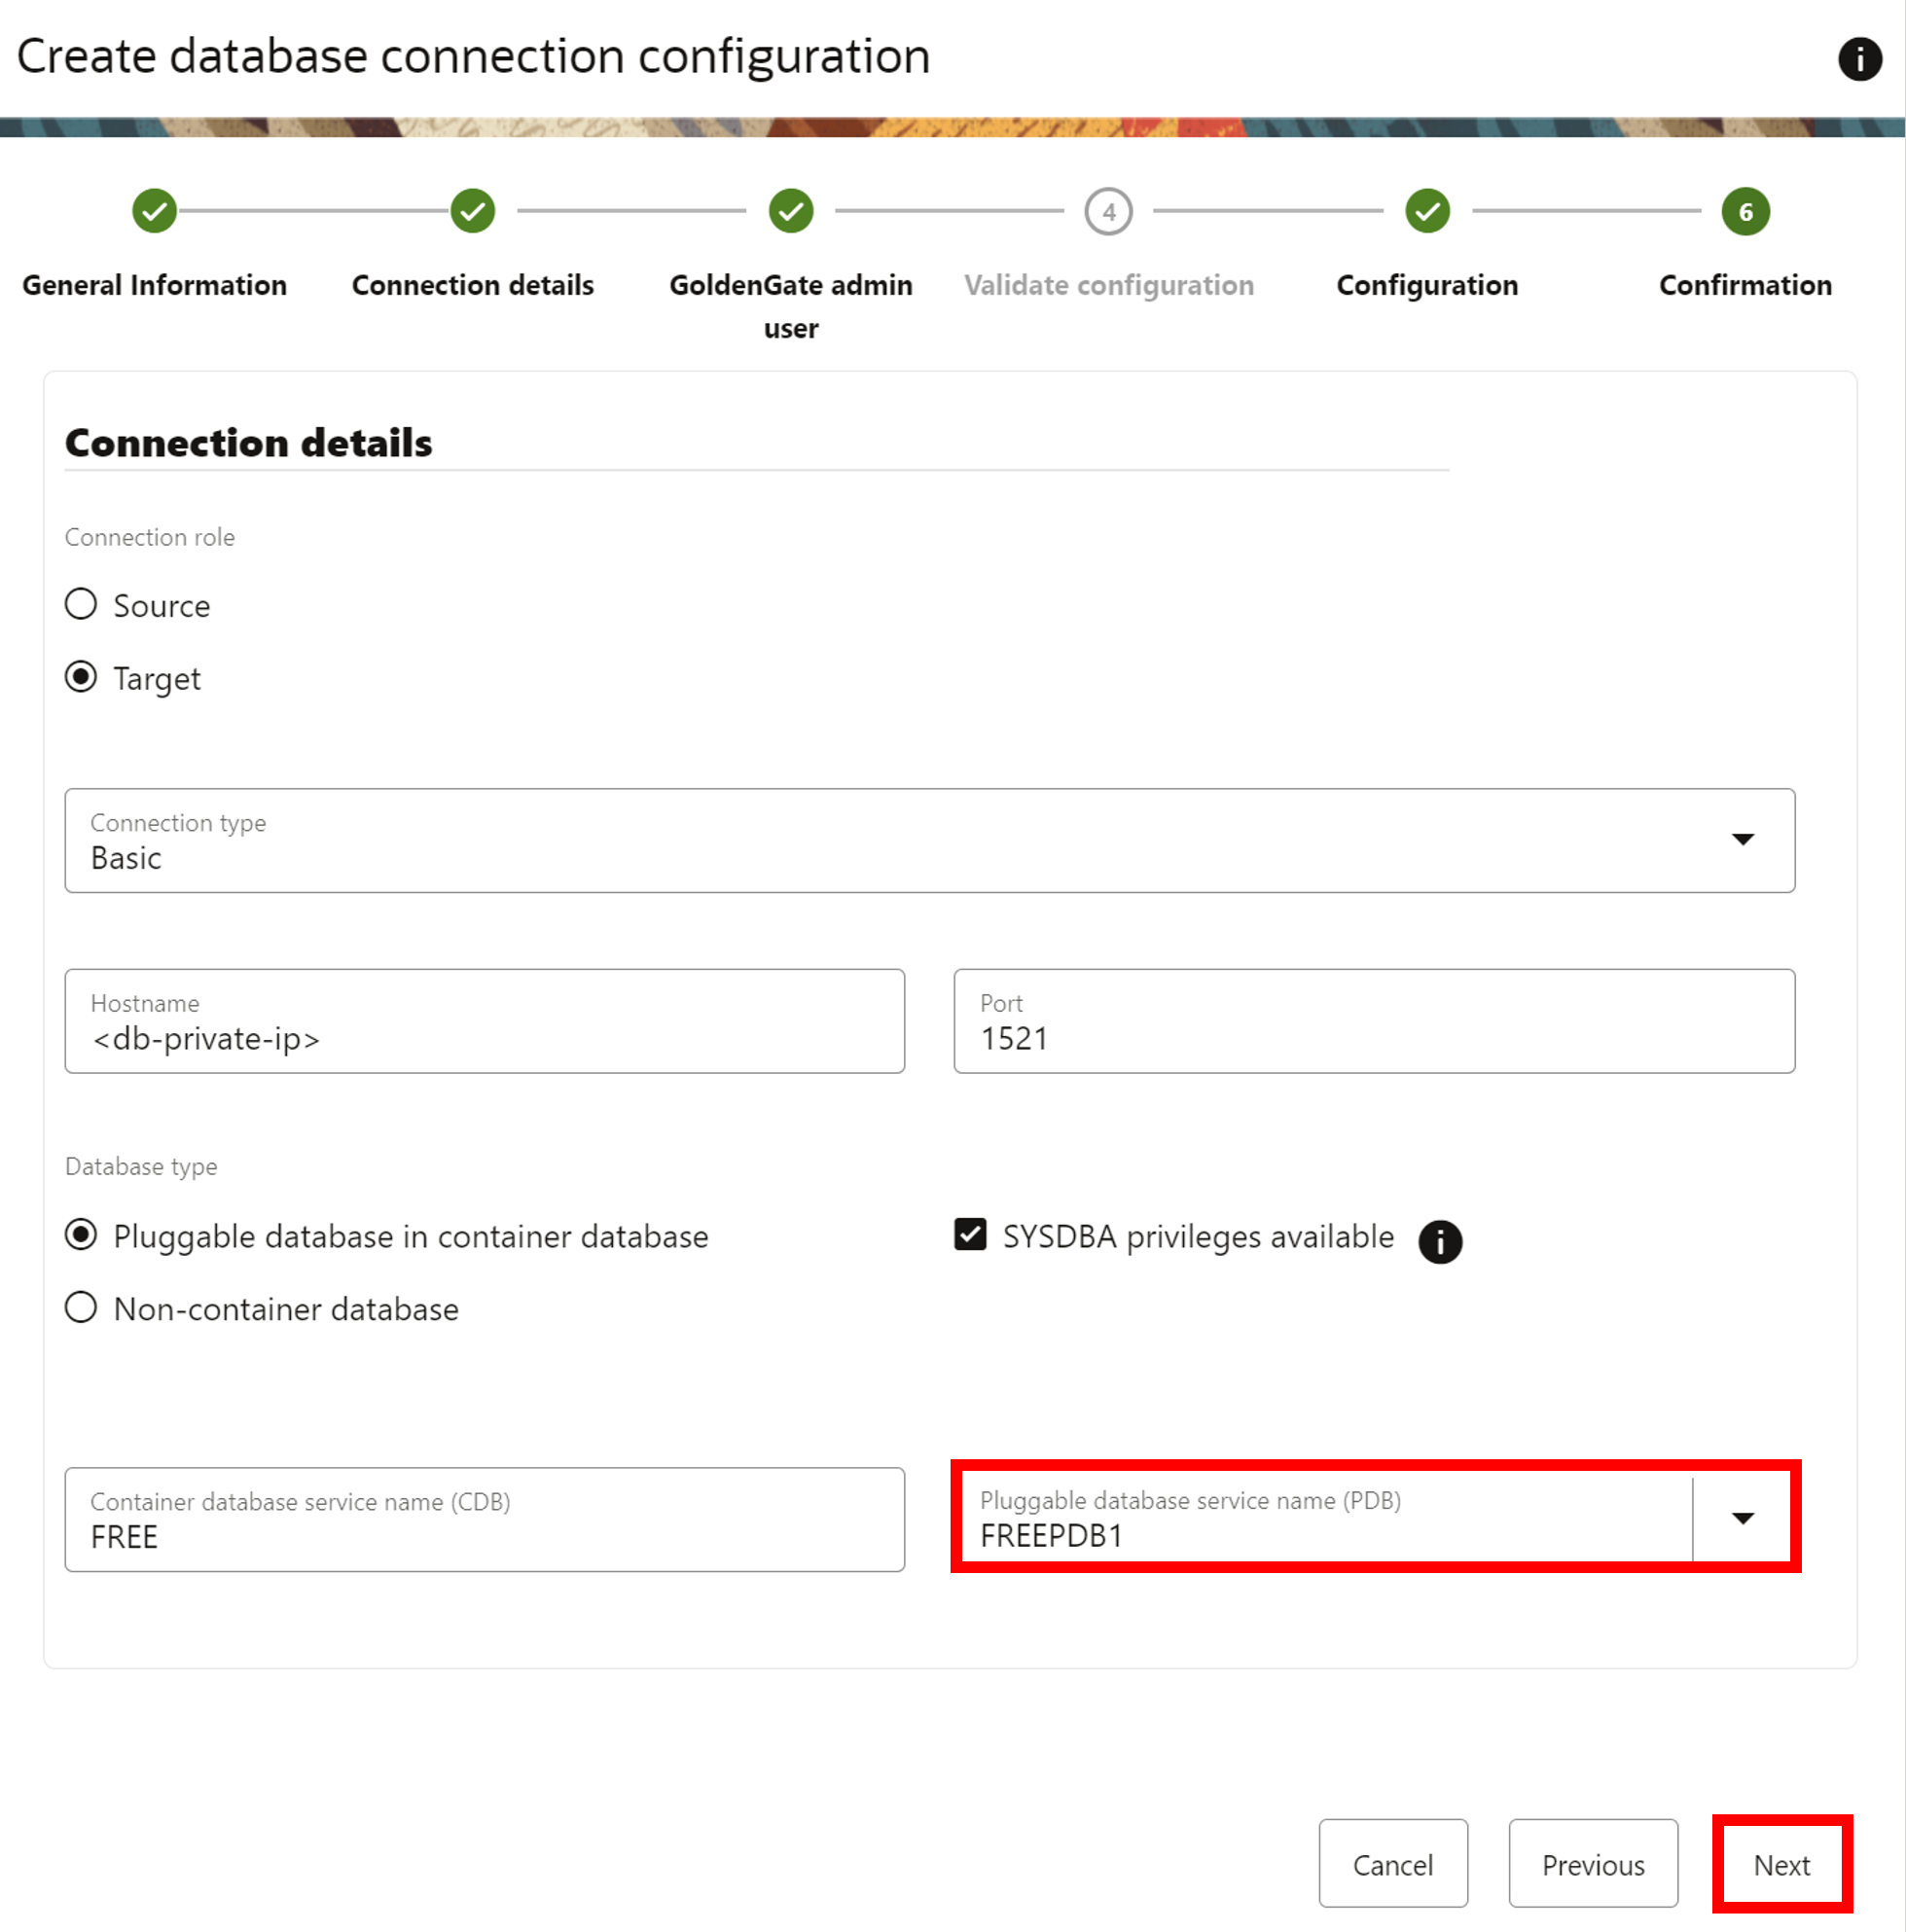 Create database connection configuration
i
4
6
General Information
Connection details
GoldenGate admin
user
Validate configuration
Configuration
Confirmation
Connection details
Connection role
Source
Target
Connection type
Basic
Hostname
<db-private-ip>
Port
1521
Database type
Pluggable database in container database
SYSDBA privileges available
i
Non-container database
Container database service name (CDB)
FREE
Pluggable database service name (PDB)
FREEPDB1
Cancel
Previous
Next